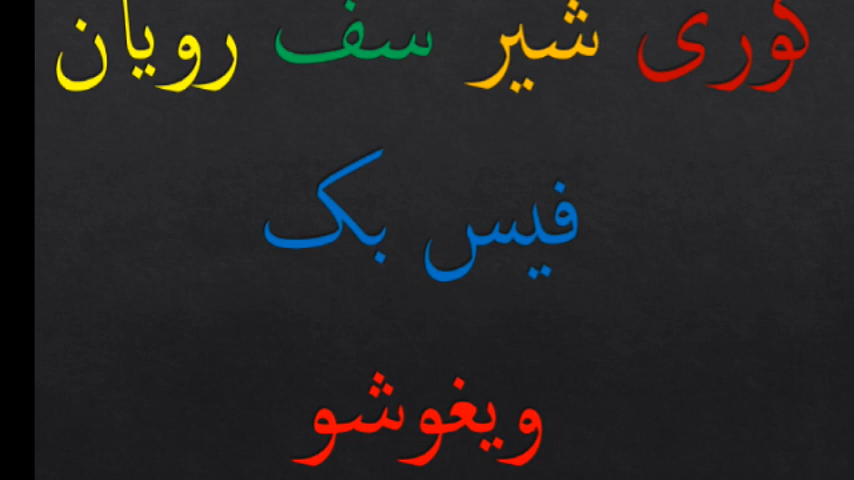 شیر سف رویان
فیس بک
ویغوشو